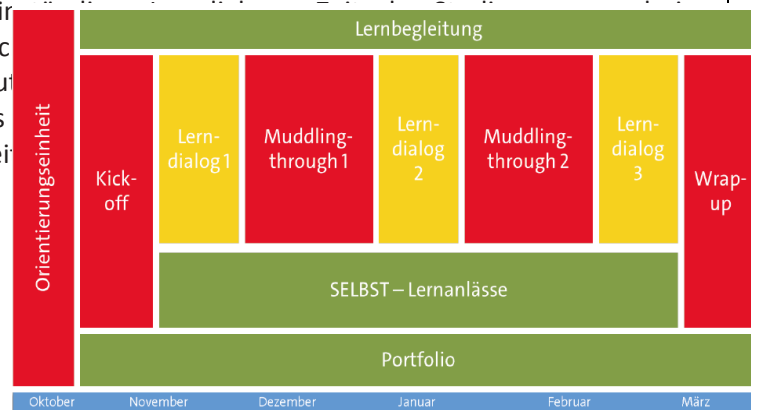 Lernbegleitung
Orientierungseinheit
Kick-
off
Lern-
dialog 1
Muddling-
through 1
Lern-
dialog
2
Muddling-
through 2
Lern-
dialog
3
Wrap-
up
SELBST – Lernanlässe
Portfolio
Oktober November Dezember Januar Februar März